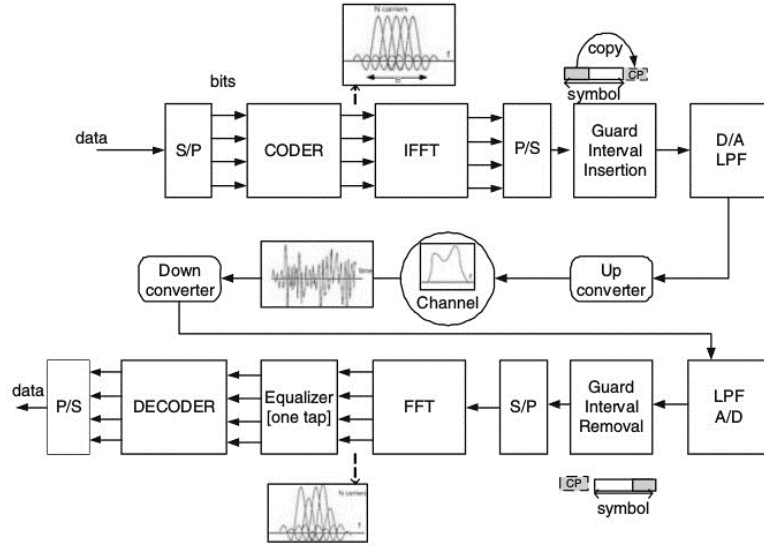 N carriers
f
copy
CP
symbol
bits
data
S/P
CODER
IFFT
P/S
Guard
Interval
Insertion
D/A
LPF
Down
converter
time
f
Channel
Up
converter
data
P/S
DECODER
Equalizer
[one tap]
FFT
S/P
Guard
Interval
Removal
LPF
A/D
N carriers
f
CP
symbol